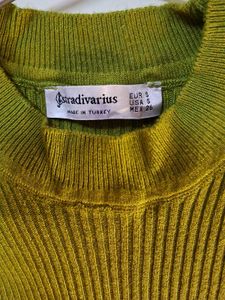 Stradivarius
MADE IN TURKEY
EUR S
USA S
MEX 26